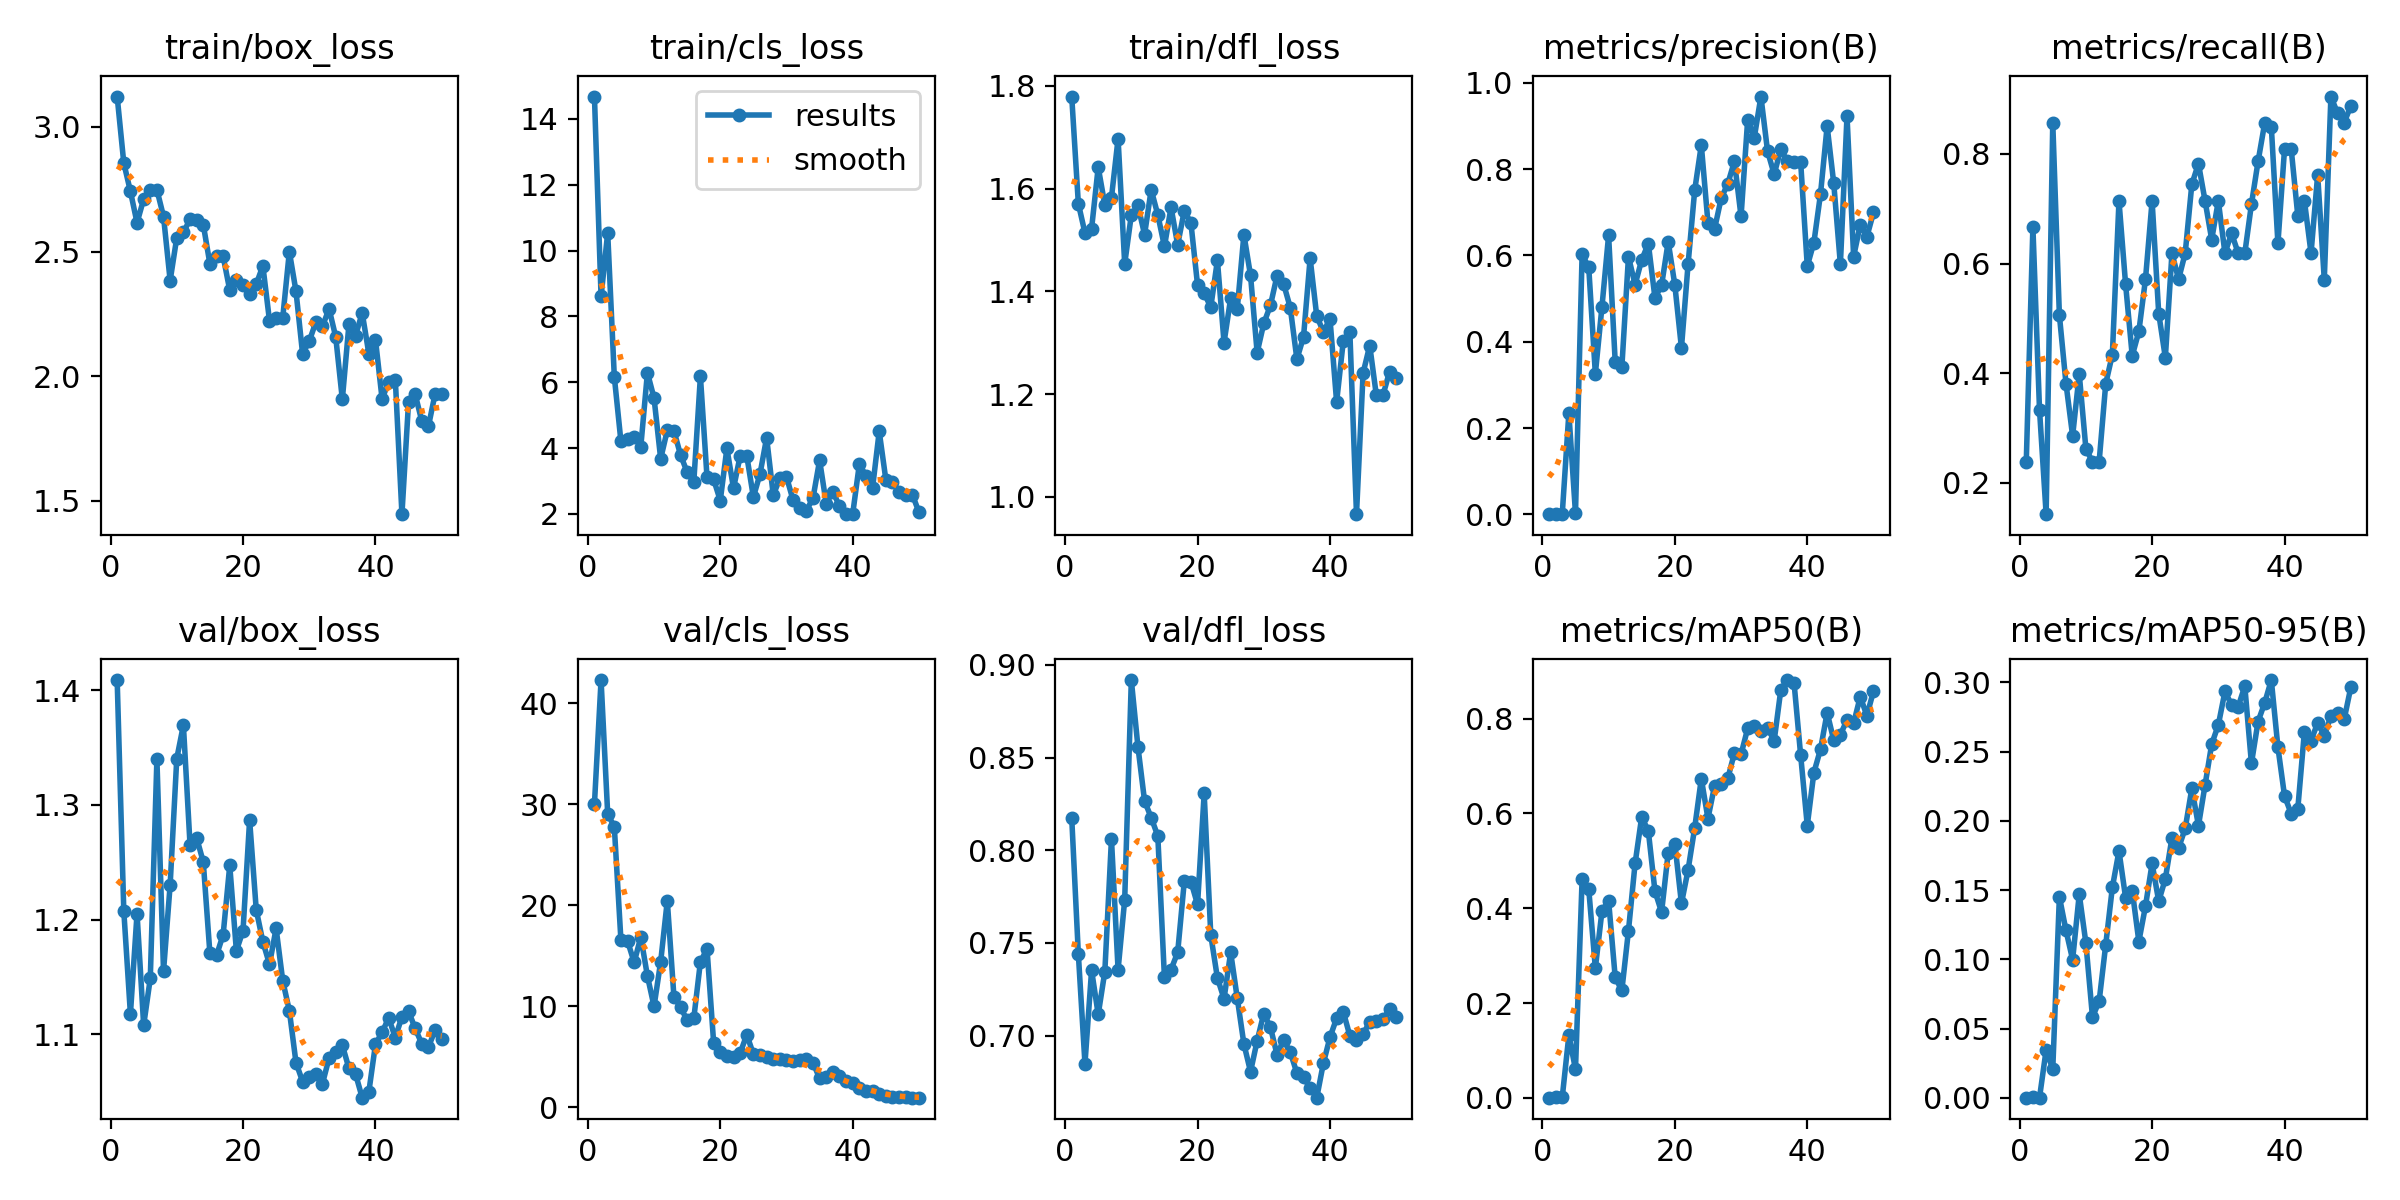 train/box_loss
3.0
2.5
2.0
1.5
0 20 40
train/cls_loss
results
smooth
14
12
10
8
6
4
2
0 20 40
train/dfl_loss
1.8
1.6
1.4
1.2
1.0
0 20 40
metrics/precision(B)
1.0
0.8
0.6
0.4
0.2
0.0
0 20 40
metrics/recall(B)
0.8
0.6
0.4
0.2
0 20 40
val/box_loss
1.4
1.3
1.2
1.1
0 20 40
val/cls_loss
40
30
20
10
0
0 20 40
val/dfl_loss
0.90
0.85
0.80
0.75
0.70
0 20 40
metrics/mAP50(B)
0.8
0.6
0.4
0.2
0.0
0 20 40
metrics/mAP50-95(B)
0.30
0.25
0.20
0.15
0.10
0.05
0.00
0 20 40